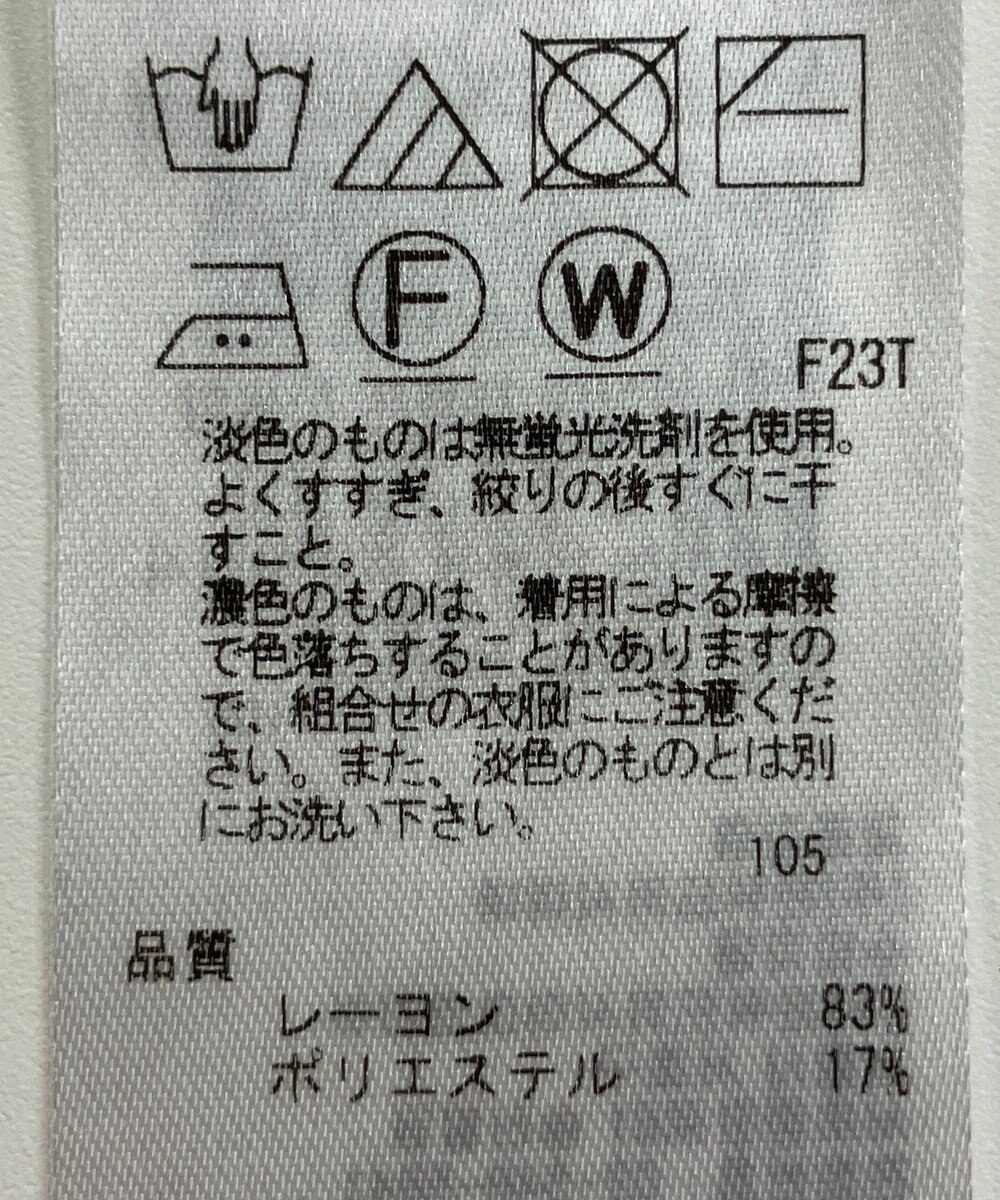 F
W
F23T
淡色のものは無蛍光洗剤を使用。
よくすすぎ、絞りの後すぐに干
すこと。
濃色のものは、着用による摩擦
で色落ちすることがありますの
で、組合せの衣服にご注意くだ
さい。また、淡色のものとは別
にお洗い下さい。
105
品質
レーヨン 83%
ポリエステル 17%